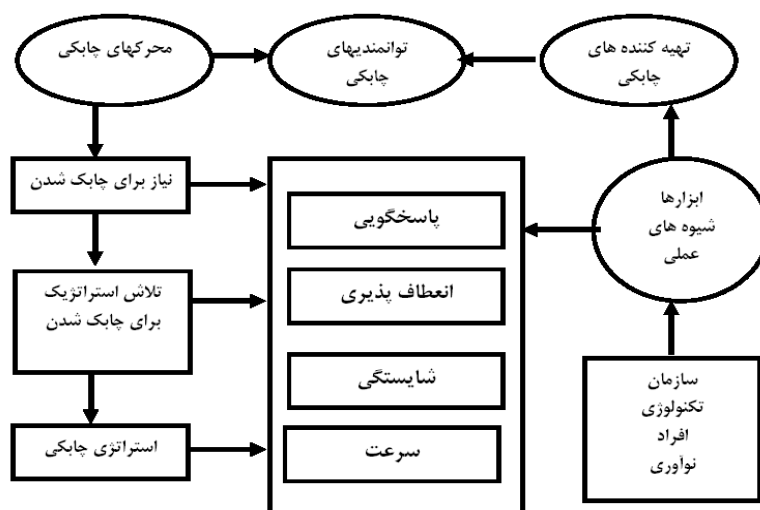 محرکهای چابکی
توانمندیهای
چابکی
تهیه کننده های
چابکی
نیاز برای چابک شدن
تلاش استراتژیک
برای چابک شدن
استراتژی چابکی
پاسخگویی
انعطاف پذیری
شایستگی
سرعت
ابزارها
شیوه های
عملی
سازمان
تکنولوژی
افراد
نوآوری